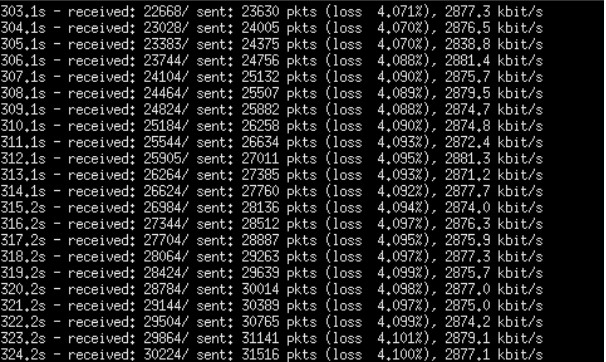 303.1s - received: 22668/ sent: 23630 pkts (loss  4.071%), 2877.3 kbit/s
304.1s - received: 23028/ sent: 24005 pkts (loss  4.070%), 2876.5 kbit/s
305.1s - received: 23383/ sent: 24375 pkts (loss  4.070%), 2838.8 kbit/s
306.1s - received: 23744/ sent: 24756 pkts (loss  4.088%), 2881.4 kbit/s
307.1s - received: 24104/ sent: 25132 pkts (loss  4.090%), 2875.7 kbit/s
308.1s - received: 24464/ sent: 25507 pkts (loss  4.089%), 2879.5 kbit/s
309.1s - received: 24824/ sent: 25882 pkts (loss  4.088%), 2874.7 kbit/s
310.1s - received: 25184/ sent: 26258 pkts (loss  4.090%), 2874.8 kbit/s
311.1s - received: 25544/ sent: 26634 pkts (loss  4.093%), 2872.4 kbit/s
312.1s - received: 25905/ sent: 27011 pkts (loss  4.095%), 2881.3 kbit/s
313.1s - received: 26264/ sent: 27385 pkts (loss  4.093%), 2871.2 kbit/s
314.1s - received: 26624/ sent: 27760 pkts (loss  4.092%), 2877.7 kbit/s
315.2s - received: 26984/ sent: 28136 pkts (loss  4.094%), 2874.0 kbit/s
316.2s - received: 27344/ sent: 28512 pkts (loss  4.097%), 2876.3 kbit/s
317.2s - received: 27704/ sent: 28887 pkts (loss  4.095%), 2875.9 kbit/s
318.2s - received: 28064/ sent: 29263 pkts (loss  4.097%), 2877.3 kbit/s
319.2s - received: 28424/ sent: 29639 pkts (loss  4.099%), 2875.7 kbit/s
320.2s - received: 28784/ sent: 30014 pkts (loss  4.098%), 2877.0 kbit/s
321.2s - received: 29144/ sent: 30389 pkts (loss  4.097%), 2875.0 kbit/s
322.2s - received: 29504/ sent: 30765 pkts (loss  4.099%), 2874.2 kbit/s
323.2s - received: 29864/ sent: 31141 pkts (loss  4.101%), 2879.1 kbit/s
324.2s - received: 30224/ sent: 31516 pkts (loss  4.100%), 2877.1 kbit/s